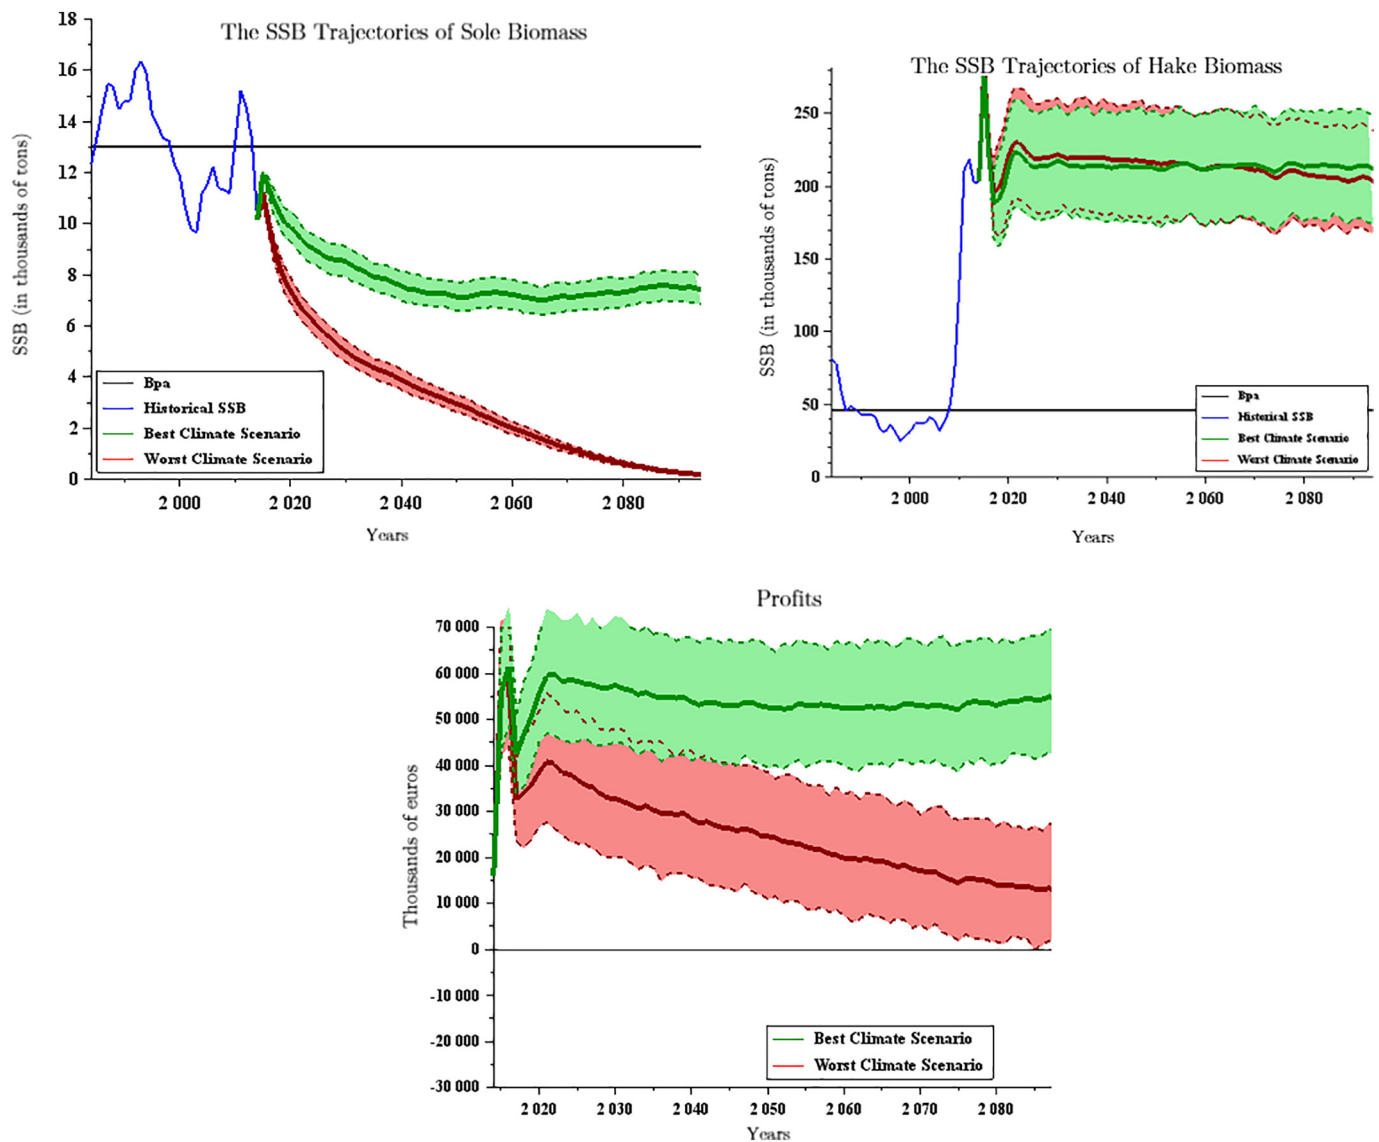 The SSB Trajectories of Sole Biomass
SSB (in thousands of tons)
18
16
14
12
10
8
6
4
2
0
Bpa
Historical SSB
Best Climate Scenario
Worst Climate Scenario
2 000
2 020
2 040
2 060
2 080
Years
The SSB Trajectories of Hake Biomass
SSB (in thousands of tons)
250
200
150
100
50
0
Bpa
Historical SSB
Best Climate Scenario
Worst Climate Scenario
2 000
2 020
2 040
2 060
2 080
Years
Profits
Thousands of euros
70 000
60 000
50 000
40 000
30 000
20 000
10 000
0
-10 000
-20 000
-30 000
Best Climate Scenario
Worst Climate Scenario
2 020
2 030
2 040
2 050
2 060
2 070
2 080
Years